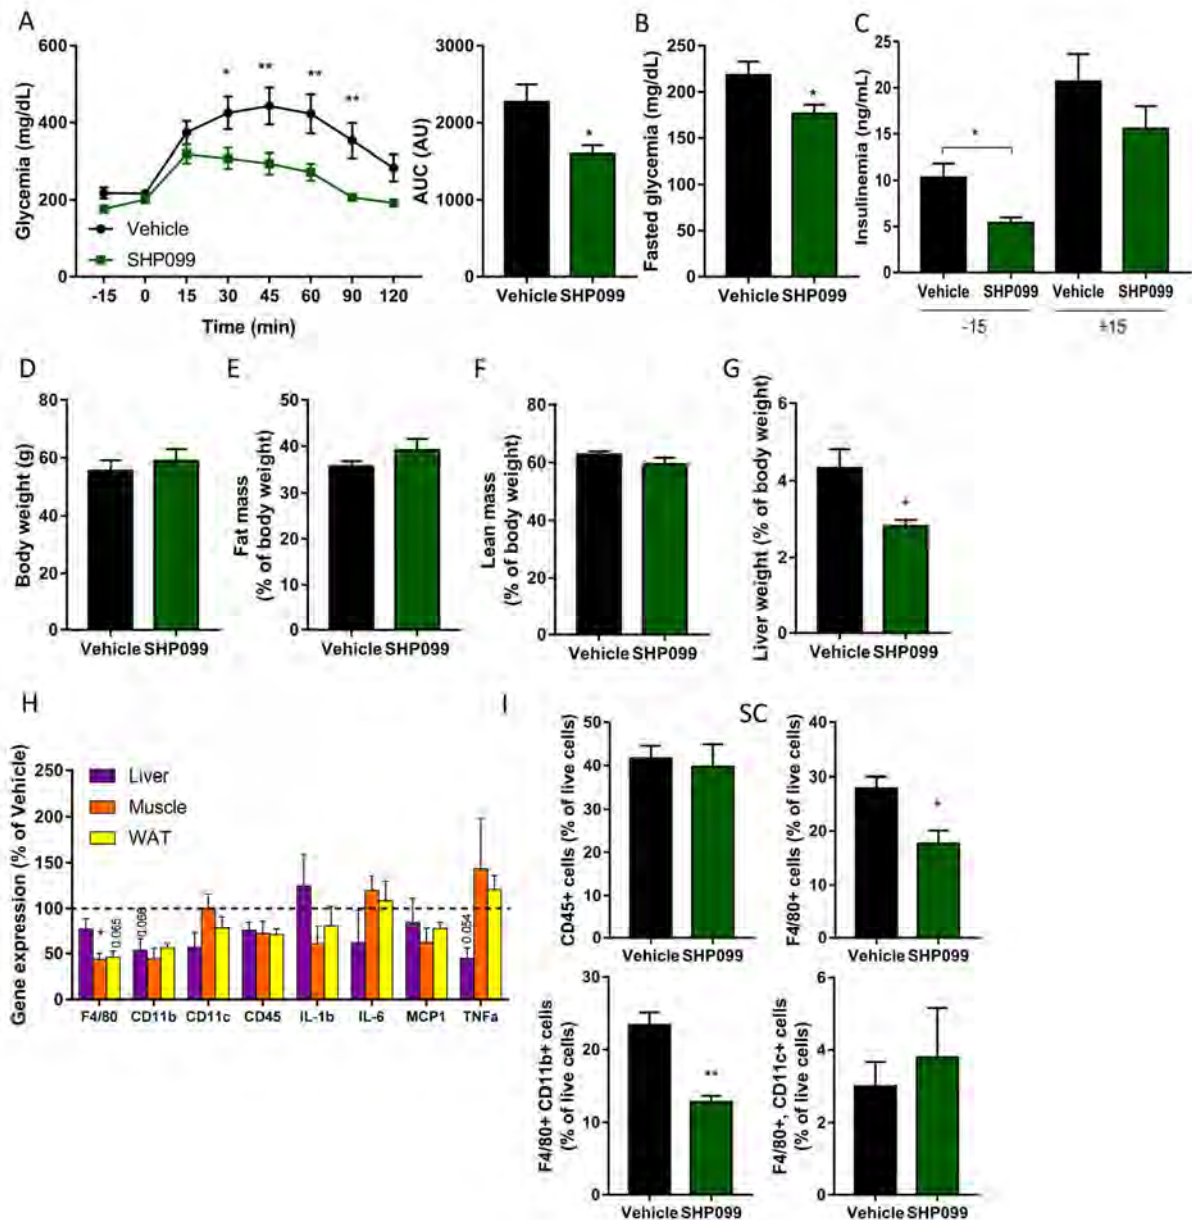 A
Glycemia (mg/dL)
600
400
200
0
* ** ** **
Vehicle
SHP099
-15 0 15 30 45 60 90 120
Time (min)
AUC (AU)
3000
2000
1000
0
*
Vehicle SHP099
B
Fasted glycemia (mg/dL)
250
200
150
100
50
0
*
Vehicle SHP099
C
Insulinemia (ng/mL)
25
20
15
10
5
0
*
Vehicle SHP099 Vehicle SHP099
-15 +15
D
Body weight (g)
80
60
40
20
0
Vehicle SHP099
E
Fat mass
(% of body weight)
50
40
30
20
10
0
Vehicle SHP099
F
Lean mass
(% of body weight)
80
60
40
20
0
Vehicle SHP099
G
Liver weight (% of body weight)
6
4
2
0
*
Vehicle SHP099
H
Gene expression (% of Vehicle)
250
200
150
100
50
0
Liver
Muscle
WAT
* 0.065 0.066 0.054
F4/80 CD11b CD11c CD45 IL-1b IL-6 MCP1 TNFa
I
SC
CD45+ cells (% of live cells)
50
40
30
20
10
0
Vehicle SHP099
F4/80+ cells (% of live cells)
40
30
20
10
0
*
Vehicle SHP099
F4/80+ CD11b+ cells
(% of live cells)
30
20
10
0
**
Vehicle SHP099
F4/80+, CD11c+ cells
(% of live cells)
6
4
2
0
Vehicle SHP099